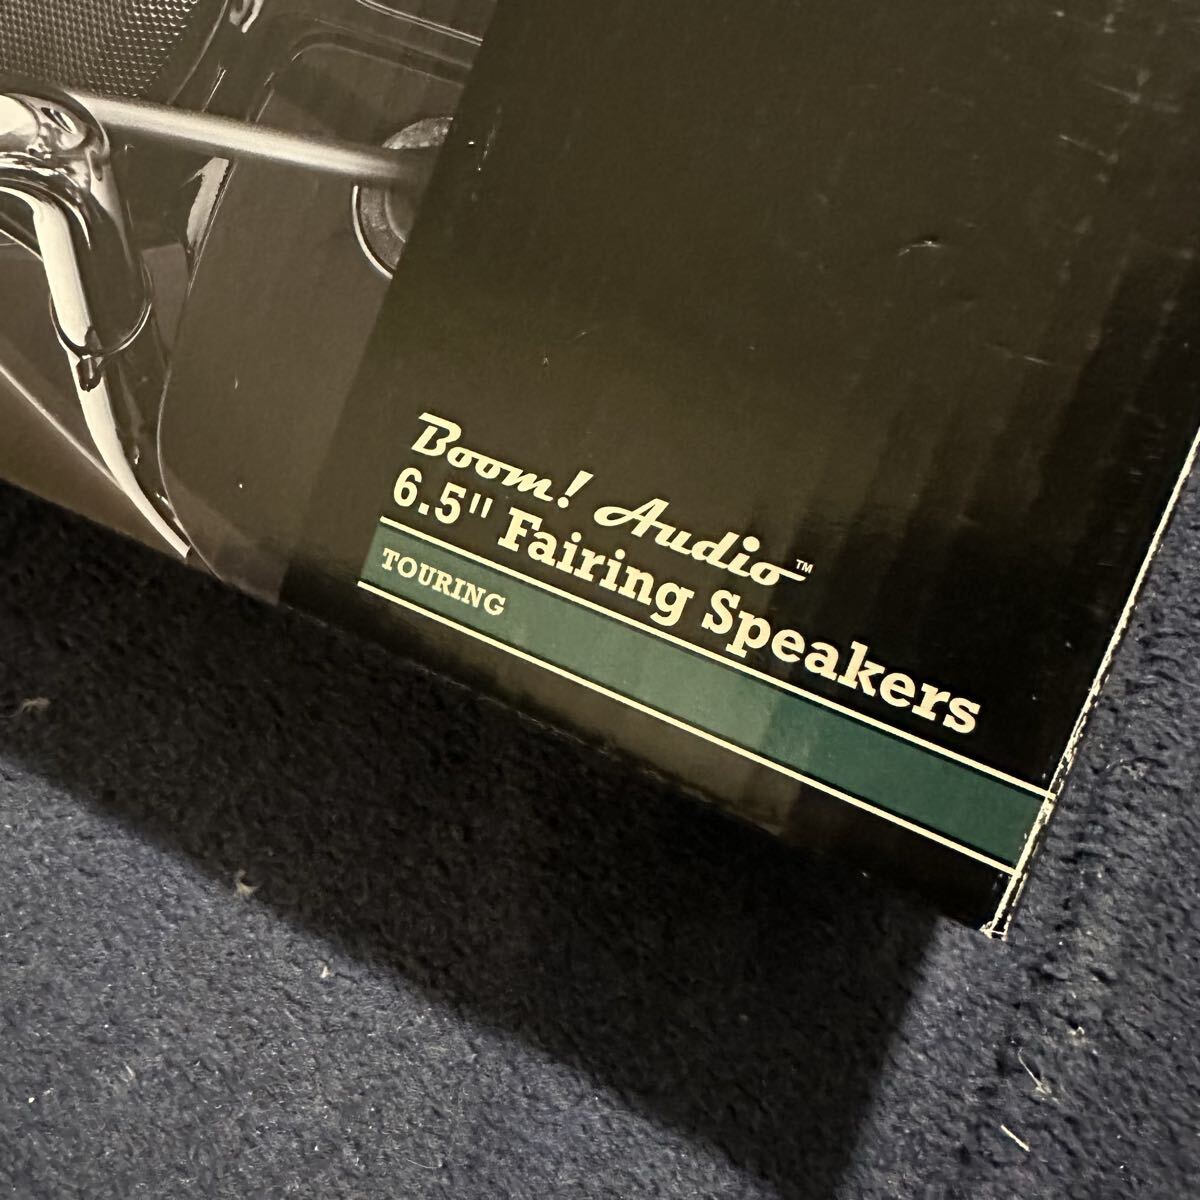 Boom! Audio™
6.5" Fairing Speakers
TOURING